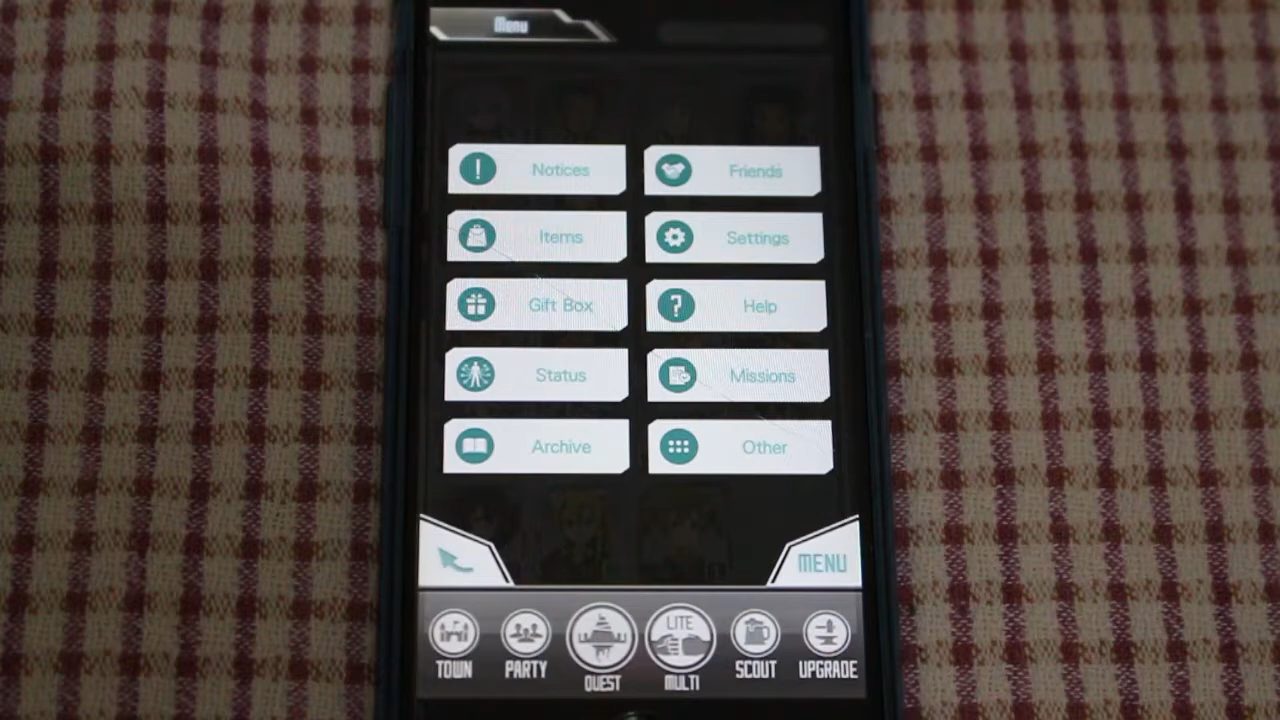 Menu
Notices
Friends
Items
Settings
Gift Box
Help
Status
Missions
Archive
Other
MENU
LITE
TOWN
PARTY
QUEST
MULTI
SCOUT
UPGRADE